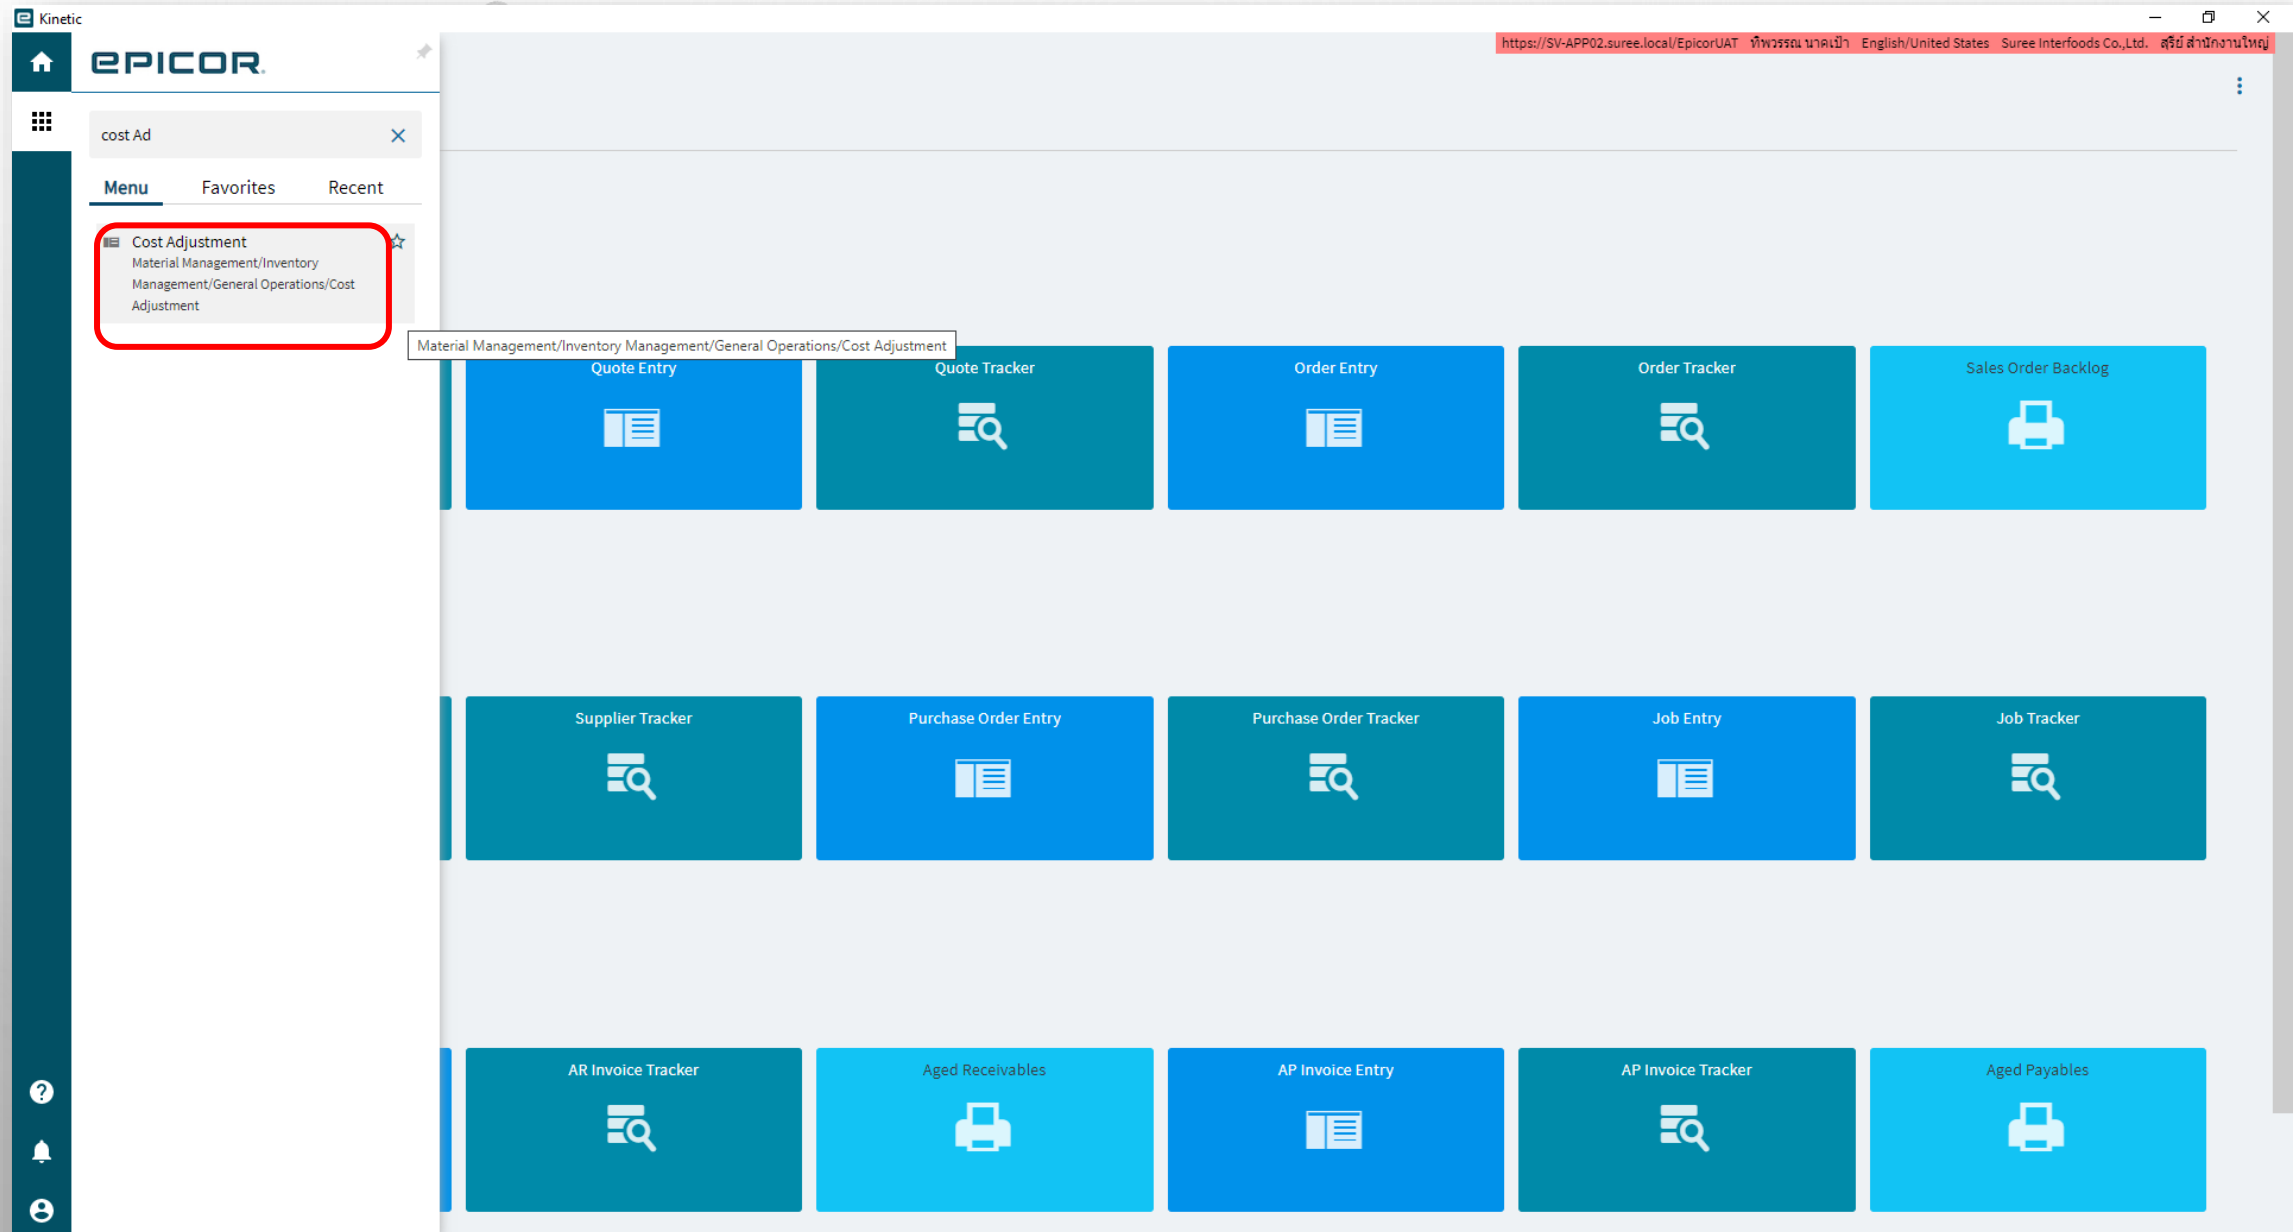 Kinetic
https://SV-APP02.suree.local/EpicorUAT ทิพวรรณ นาคเป้า English/United States Suree Interfoods Co.,Ltd. สุรีย์ สำนักงานใหญ่
EPICOR
cost Ad
Menu Favorites Recent
Cost Adjustment
Material Management/Inventory
Management/General Operations/Cost
Adjustment
Material Management/Inventory Management/General Operations/Cost Adjustment
Quote Entry Quote Tracker Order Entry Order Tracker Sales Order Backlog
Supplier Tracker Purchase Order Entry Purchase Order Tracker Job Entry Job Tracker
AR Invoice Tracker Aged Receivables AP Invoice Entry AP Invoice Tracker Aged Payables